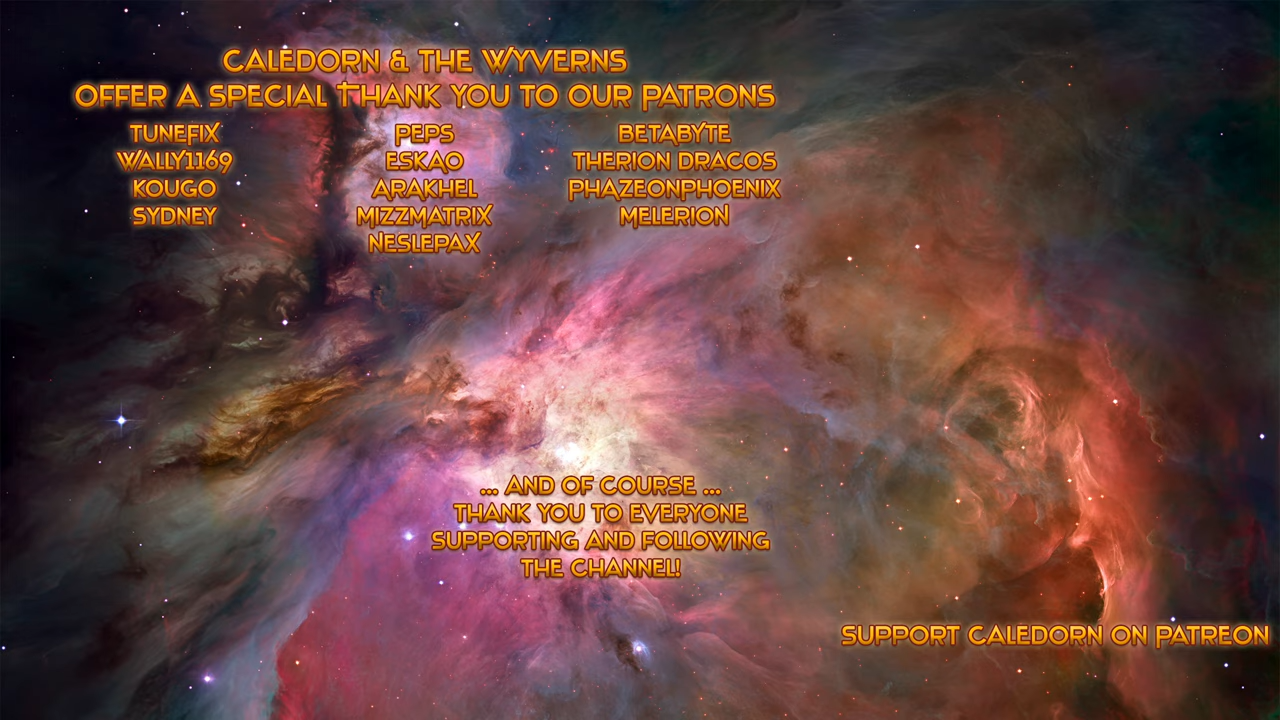 CALEDORN & THE WYVERNS
OFFER A SPECIAL THANK YOU TO OUR PATRONS
TUNEFIX PEPS BETABYTE
WALLY1169 ESKAO THERION DRACOS
KOUGO ARAKHEL PHAZEONPHOENIX
SYDNEY MIZZMATRIX MELERION
NESLEPAX
... AND OF COURSE ...
THANK YOU TO EVERYONE
SUPPORTING AND FOLLOWING
THE CHANNEL!
SUPPORT CALEDORN ON PATREON